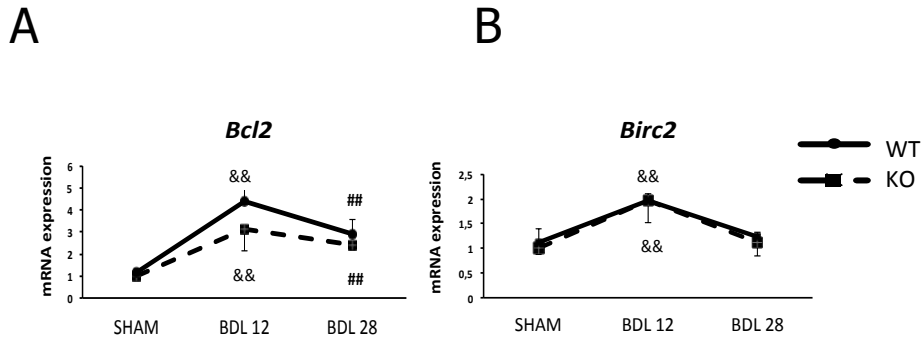 A
B
Bcl2
mRNA expression
6
5
4
3
2
1
0
&&
##
&&
##
SHAM
BDL 12
BDL 28
Birc2
mRNA expression
2,5
2
1,5
1
0,5
0
&&
&&
SHAM
BDL 12
BDL 28
WT
KO